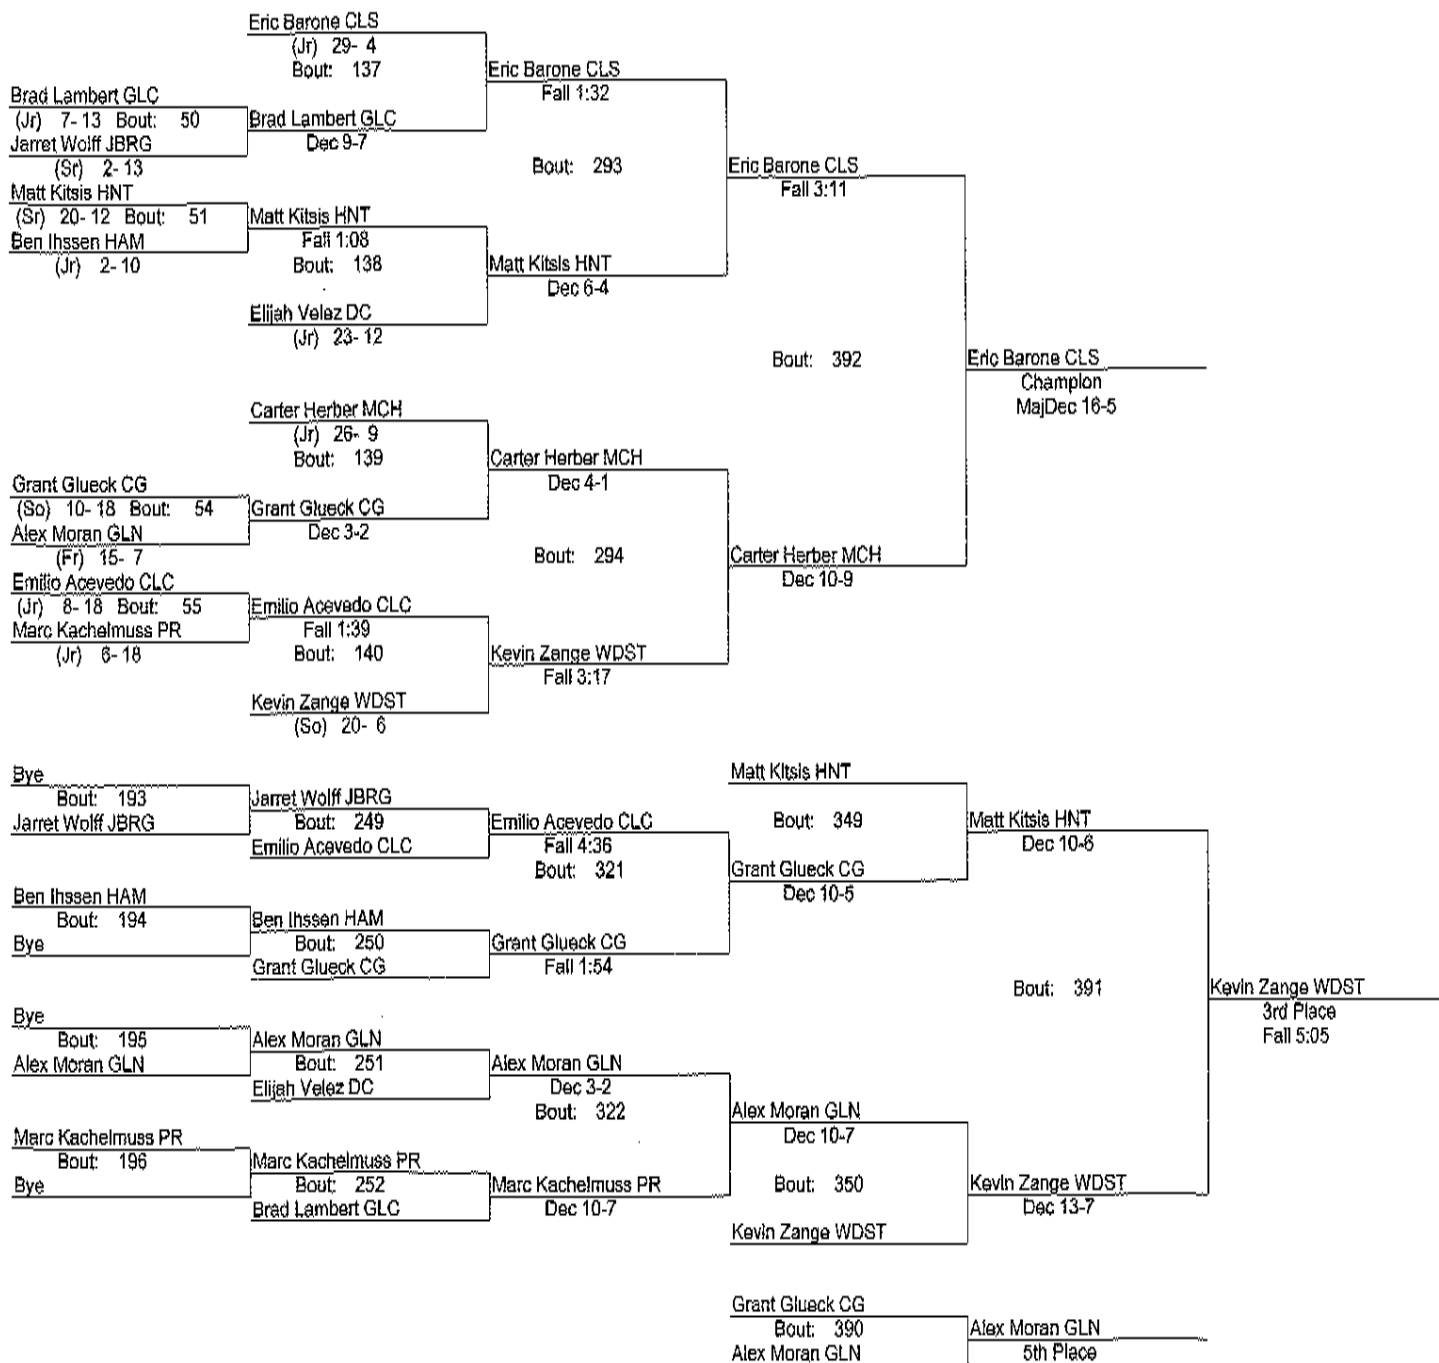 Eric Barone CLS
(Jr) 29- 4
Bout: 137
Eric Barone CLS
Fall 1:32
Brad Lambert GLC
(Jr) 7- 13 Bout: 50
Brad Lambert GLC
Dec 9-7
Jarret Wolff JBRG
(Sr) 2- 13
Bout: 293
Eric Barone CLS
Fall 3:11
Matt Kitsis HNT
(Sr) 20- 12 Bout: 51
Matt Kitsis HNT
Fall 1:08
Bout: 138
Ben Ihssen HAM
(Jr) 2- 10
Matt Kitsis HNT
Dec 6-4
Elijah Velez DC
(Jr) 23- 12
Bout: 392
Eric Barone CLS
Champion
MajDec 16-5
Carter Herber MCH
(Jr) 26- 9
Bout: 139
Carter Herber MCH
Dec 4-1
Grant Glueck CG
(So) 10- 18 Bout: 54
Grant Glueck CG
Dec 3-2
Alex Moran GLN
(Fr) 15- 7
Bout: 294
Carter Herber MCH
Dec 10-9
Emilio Acevedo CLC
(Jr) 8- 18 Bout: 55
Emilio Acevedo CLC
Fall 1:39
Bout: 140
Marc Kachelmuss PR
(Jr) 6- 18
Kevin Zange WDST
Fall 3:17
Kevin Zange WDST
(So) 20- 6
Bye
Bout: 193
Jarret Wolff JBRG
Jarret Wolff JBRG
Bout: 249
Emilio Acevedo CLC
Emilio Acevedo CLC
Fall 4:36
Bout: 321
Matt Kitsis HNT
Bout: 349
Grant Glueck CG
Dec 10-5
Matt Kitsis HNT
Dec 10-6
Ben Ihssen HAM
Bout: 194
Bye
Ben Ihssen HAM
Bout: 250
Grant Glueck CG
Grant Glueck CG
Fall 1:54
Bout: 391
Kevin Zange WDST
3rd Place
Fall 5:05
Bye
Bout: 195
Alex Moran GLN
Alex Moran GLN
Bout: 251
Elijah Velez DC
Alex Moran GLN
Dec 3-2
Bout: 322
Alex Moran GLN
Dec 10-7
Marc Kachelmuss PR
Bout: 196
Bye
Marc Kachelmuss PR
Bout: 252
Brad Lambert GLC
Marc Kachelmuss PR
Dec 10-7
Bout: 350
Kevin Zange WDST
Kevin Zange WDST
Dec 13-7
Grant Glueck CG
Bout: 390
Alex Moran GLN
Alex Moran GLN
5th Place